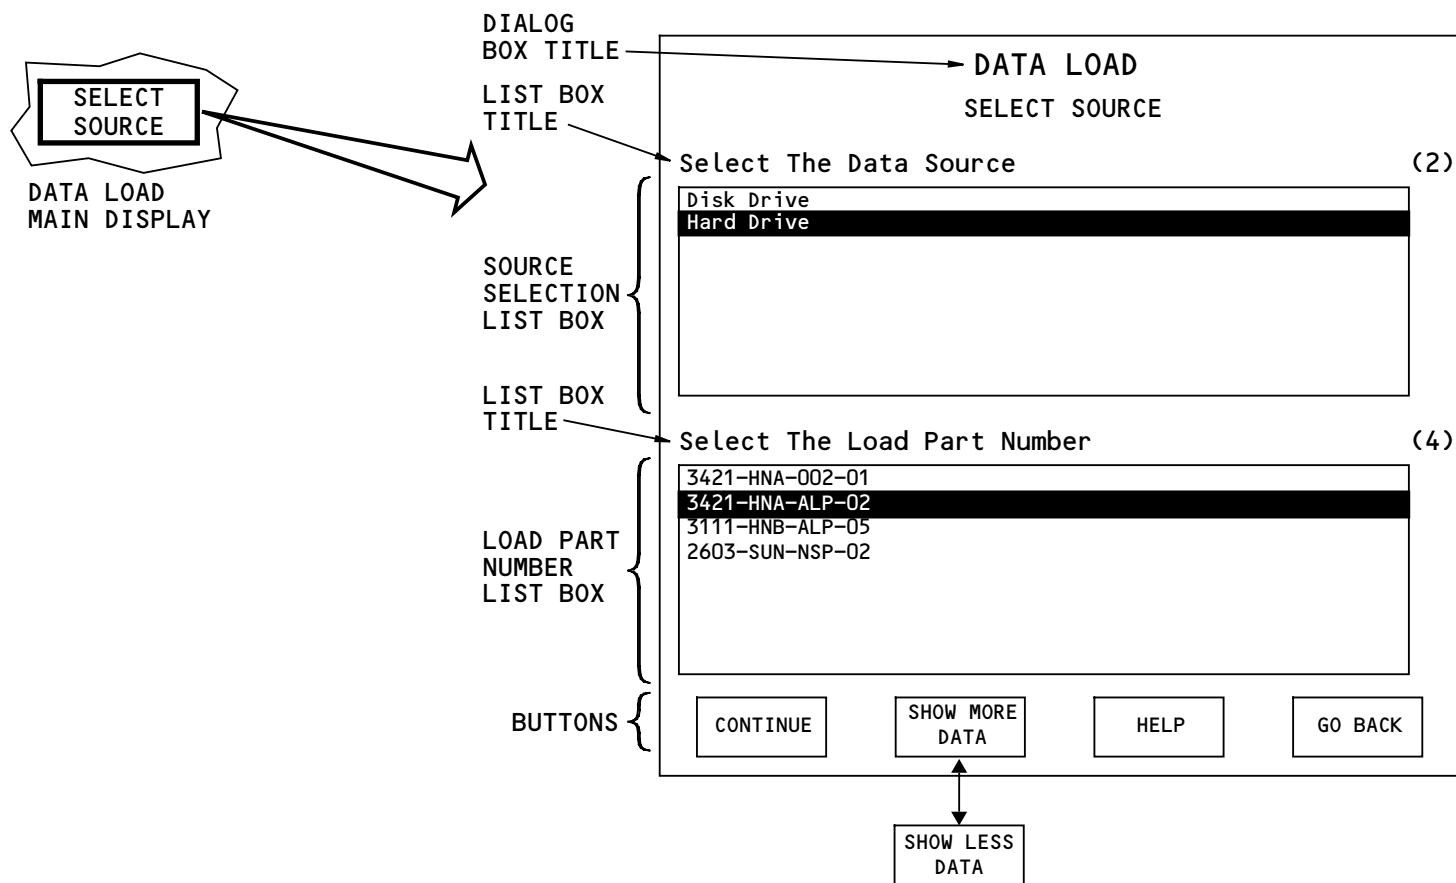 SELECT
SOURCE
DATA LOAD
MAIN DISPLAY
DIALOG
BOX TITLE
DATA LOAD
SELECT SOURCE
LIST BOX
TITLE
Select The Data Source (2)
Disk Drive
Hard Drive
SOURCE
SELECTION
LIST BOX
LIST BOX
TITLE
Select The Load Part Number (4)
3421-HNA-002-01
3421-HNA-ALP-02
3111-HNB-ALP-05
2603-SUN-NSP-02
LOAD PART
NUMBER
LIST BOX
BUTTONS
CONTINUE
SHOW MORE
DATA
HELP
GO BACK
SHOW LESS
DATA